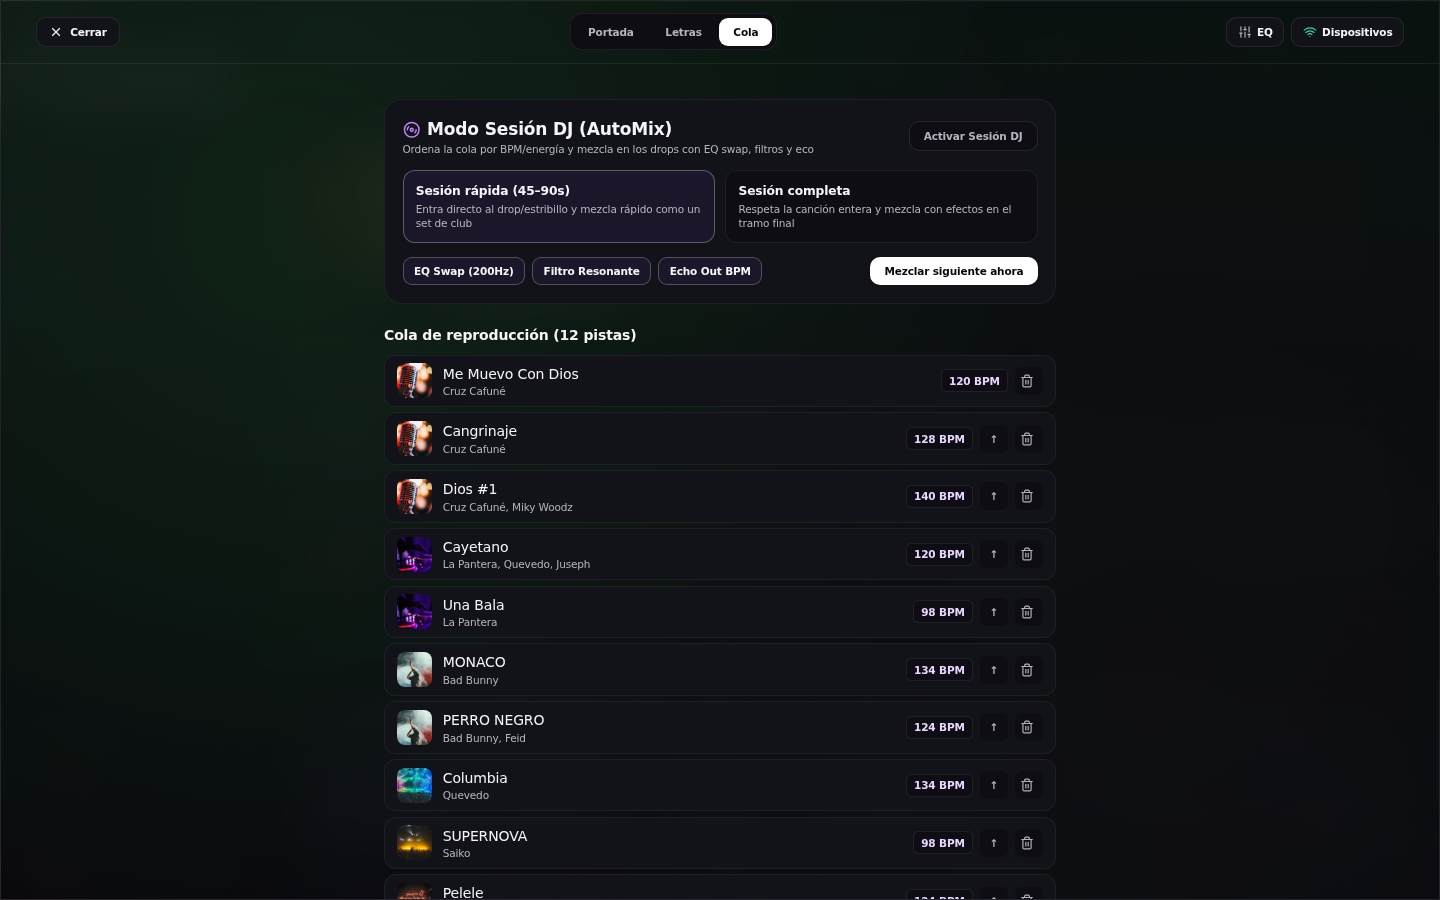 Cerrar
Portada
Letras
Cola
EQ
Dispositivos
Modo Sesión DJ (AutoMix)
Ordena la cola por BPM/energía y mezcla en los drops con EQ swap, filtros y eco
Activar Sesión DJ
Sesión rápida (45–90s)
Entra directo al drop/estribillo y mezcla rápido como un
set de club
Sesión completa
Respeta la canción entera y mezcla con efectos en el
tramo final
EQ Swap (200Hz)
Filtro Resonante
Echo Out BPM
Mezclar siguiente ahora
Cola de reproducción (12 pistas)
Me Muevo Con Dios
Cruz Cafuné
120 BPM
Cangrinaje
Cruz Cafuné
128 BPM
↑
Dios #1
Cruz Cafuné, Miky Woodz
140 BPM
↑
Cayetano
La Pantera, Quevedo, Juseph
120 BPM
↑
Una Bala
La Pantera
98 BPM
↑
MONACO
Bad Bunny
134 BPM
↑
PERRO NEGRO
Bad Bunny, Feid
124 BPM
↑
Columbia
Quevedo
134 BPM
↑
SUPERNOVA
Saiko
98 BPM
↑
Pelele